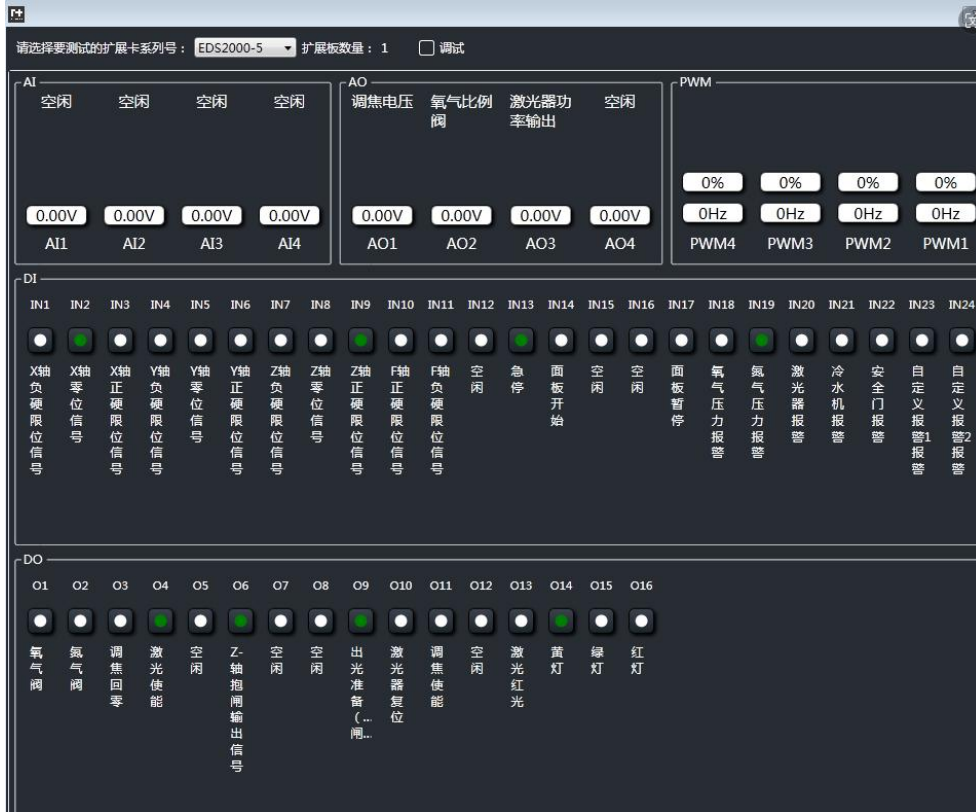 请选择要测试的扩展卡系列号： EDS2000-5 扩展板数量： 1 调试
AI
空闲 空闲 空闲 空闲
0.00V 0.00V 0.00V 0.00V
AI1 AI2 AI3 AI4
AO
调焦电压 氧气比例阀 激光器功率输出 空闲
0.00V 0.00V 0.00V 0.00V
AO1 AO2 AO3 AO4
PWM
0% 0% 0% 0%
0Hz 0Hz 0Hz 0Hz
PWM4 PWM3 PWM2 PWM1
DI
IN1 IN2 IN3 IN4 IN5 IN6 IN7 IN8 IN9 IN10 IN11 IN12 IN13 IN14 IN15 IN16 IN17 IN18 IN19 IN20 IN21 IN22 IN23 IN24
X轴负硬限位信号
X轴零位信号
X轴正硬限位信号
Y轴负硬限位信号
Y轴零位信号
Y轴正硬限位信号
Z轴负硬限位信号
Z轴零位信号
Z轴正硬限位信号
F轴正硬限位信号
F轴负硬限位信号
空闲
急停
面板开始
空闲
空闲
面板暂停
氧气压力报警
氮气压力报警
激光器报警
冷水机报警
安全门报警
自定义报警1报警
自定义报警2报警
DO
O1 O2 O3 O4 O5 O6 O7 O8 O9 O10 O11 O12 O13 O14 O15 O16
氧气阀
氮气阀
调焦回零
激光使能
空闲
Z-轴抱闸输出信号
空闲
空闲
出光准备(...闸...
激光器复位
调焦使能
空闲
激光红光
黄灯
绿灯
红灯